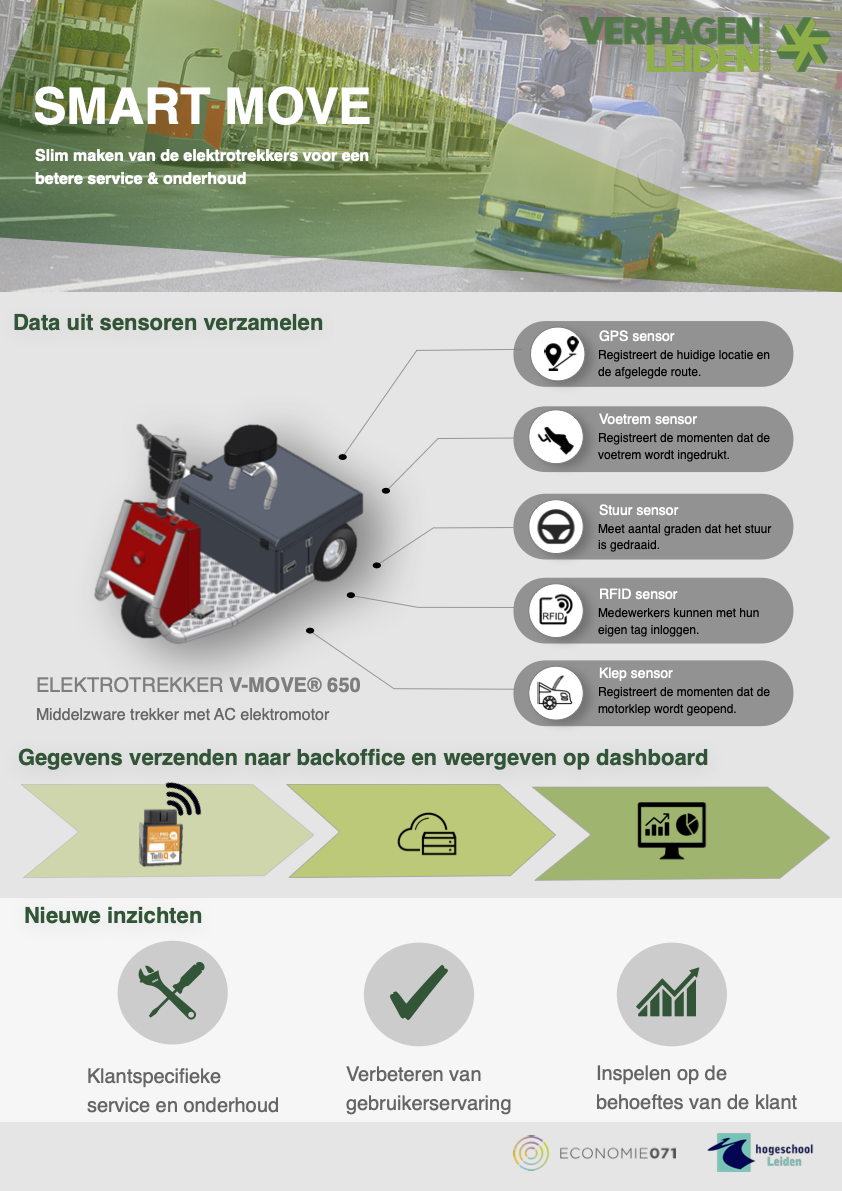 VERHAGEN
LEIDEN
SMART MOVE
Slim maken van de elektrotrekkers voor een
betere service & onderhoud
Data uit sensoren verzamelen
GPS sensor
Registreert de huidige locatie en
de afgelegde route.
Voetrem sensor
Registreert de momenten dat de
voetrem wordt ingedrukt.
Stuur sensor
Meet aantal graden dat het stuur
is gedraaid.
RFID sensor
Medewerkers kunnen met hun
eigen tag inloggen.
RFID
Klep sensor
Registreert de momenten dat de
motorklep wordt geopend.
ELEKTROTREKKER V-MOVE® 650
Middelzware trekker met AC elektromotor
Gegevens verzenden naar backoffice en weergeven op dashboard
TelliQ
Nieuwe inzichten
Klantspecifieke
service en onderhoud
Verbeteren van
gebruikerservaring
Inspelen op de
behoeftes van de klant
ECONOMIE071
hogeschool
Leiden